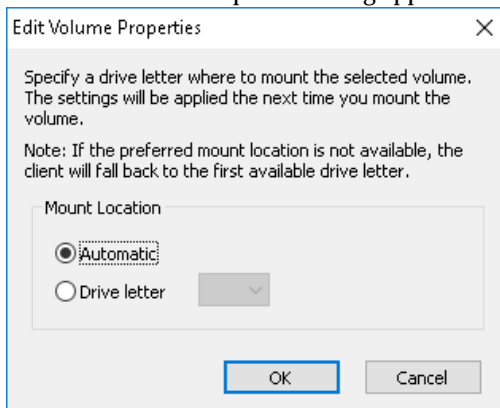 Edit Volume Properties
Specify a drive letter where to mount the selected volume.
The settings will be applied the next time you mount the
volume.
Note: If the preferred mount location is not available, the
client will fall back to the first available drive letter.
Mount Location
Automatic
Drive letter
OK
Cancel